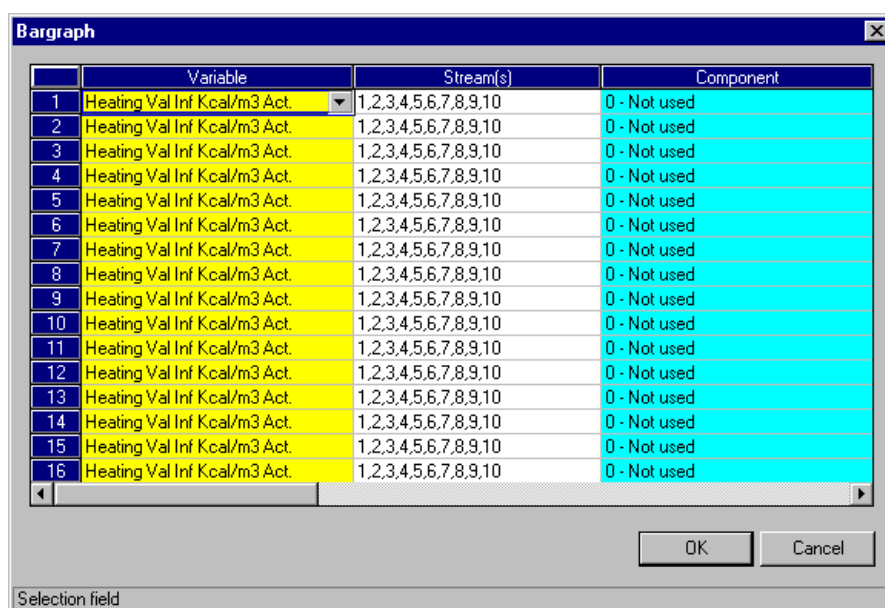 Bargraph
Variable Stream(s) Component
1 Heating Val Inf Kcal/m3 Act. 1,2,3,4,5,6,7,8,9,10 0 - Not used
2 Heating Val Inf Kcal/m3 Act. 1,2,3,4,5,6,7,8,9,10 0 - Not used
3 Heating Val Inf Kcal/m3 Act. 1,2,3,4,5,6,7,8,9,10 0 - Not used
4 Heating Val Inf Kcal/m3 Act. 1,2,3,4,5,6,7,8,9,10 0 - Not used
5 Heating Val Inf Kcal/m3 Act. 1,2,3,4,5,6,7,8,9,10 0 - Not used
6 Heating Val Inf Kcal/m3 Act. 1,2,3,4,5,6,7,8,9,10 0 - Not used
7 Heating Val Inf Kcal/m3 Act. 1,2,3,4,5,6,7,8,9,10 0 - Not used
8 Heating Val Inf Kcal/m3 Act. 1,2,3,4,5,6,7,8,9,10 0 - Not used
9 Heating Val Inf Kcal/m3 Act. 1,2,3,4,5,6,7,8,9,10 0 - Not used
10 Heating Val Inf Kcal/m3 Act. 1,2,3,4,5,6,7,8,9,10 0 - Not used
11 Heating Val Inf Kcal/m3 Act. 1,2,3,4,5,6,7,8,9,10 0 - Not used
12 Heating Val Inf Kcal/m3 Act. 1,2,3,4,5,6,7,8,9,10 0 - Not used
13 Heating Val Inf Kcal/m3 Act. 1,2,3,4,5,6,7,8,9,10 0 - Not used
14 Heating Val Inf Kcal/m3 Act. 1,2,3,4,5,6,7,8,9,10 0 - Not used
15 Heating Val Inf Kcal/m3 Act. 1,2,3,4,5,6,7,8,9,10 0 - Not used
16 Heating Val Inf Kcal/m3 Act. 1,2,3,4,5,6,7,8,9,10 0 - Not used
OK Cancel
Selection field